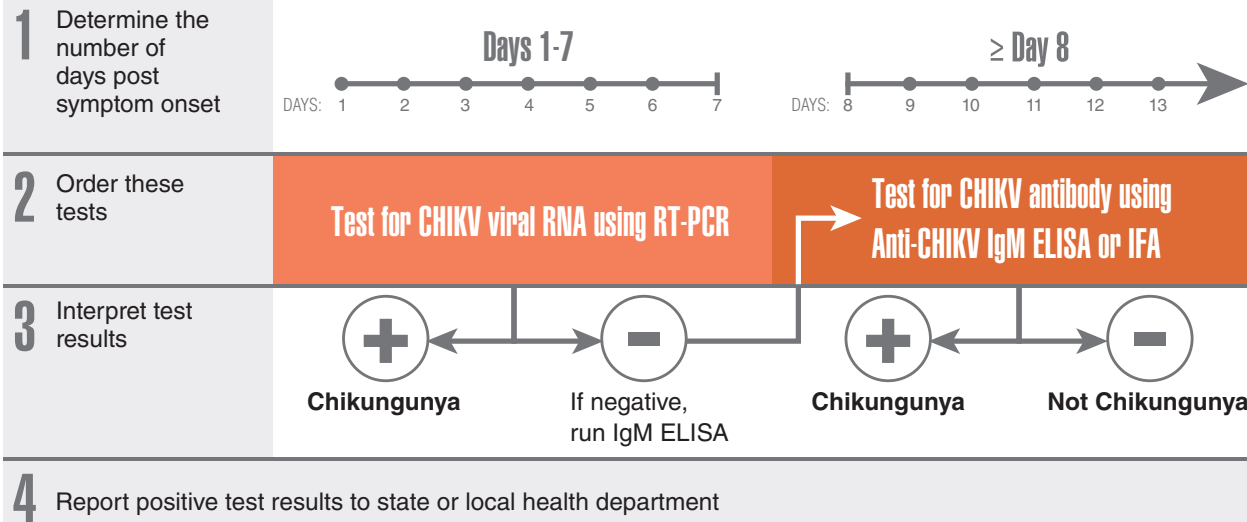 1 Determine the
number of
days post
symptom onset
Days 1-7
DAYS: 1 2 3 4 5 6 7
≥ Day 8
DAYS: 8 9 10 11 12 13
2 Order these
tests
Test for CHIKV viral RNA using RT-PCR
Test for CHIKV antibody using
Anti-CHIKV IgM ELISA or IFA
3 Interpret test
results
+
Chikungunya
-
If negative,
run IgM ELISA
+
Chikungunya
-
Not Chikungunya
4 Report positive test results to state or local health department